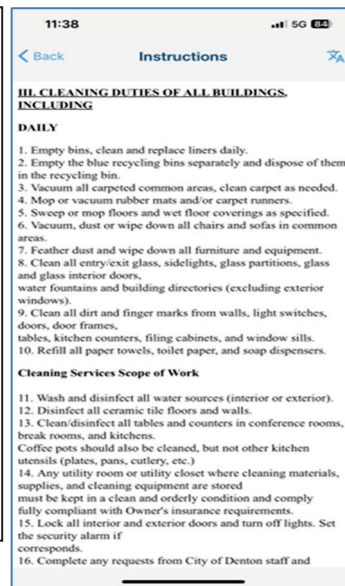 11:38
5G 84
Back
Instructions
III. CLEANING DUTIES OF ALL BUILDINGS,
INCLUDING
DAILY
1. Empty bins, clean and replace liners daily.
2. Empty the blue recycling bins separately and dispose of them
in the recycling bin.
3. Vacuum all carpeted common areas, clean carpet as needed.
4. Mop or vacuum rubber mats and/or carpet runners.
5. Sweep or mop floors and wet floor coverings as specified.
6. Vacuum, dust or wipe down all chairs and sofas in common
areas.
7. Feather dust and wipe down all furniture and equipment.
8. Clean all entry/exit glass, sidelights, glass partitions, glass
and glass interior doors,
water fountains and building directories (excluding exterior
windows).
9. Clean all dirt and finger marks from walls, light switches,
doors, door frames,
tables, kitchen counters, filing cabinets, and window sills.
10. Refill all paper towels, toilet paper, and soap dispensers.
Cleaning Services Scope of Work
11. Wash and disinfect all water sources (interior or exterior).
12. Disinfect all ceramic tile floors and walls.
13. Clean/disinfect all tables and counters in conference rooms,
break rooms, and kitchens.
Coffee pots should also be cleaned, but not other kitchen
utensils (plates, pans, cutlery, etc.)
14. Any utility room or utility closet where cleaning materials,
supplies, and cleaning equipment are stored
must be kept in a clean and orderly condition and comply
fully compliant with Owner's insurance requirements.
15. Lock all interior and exterior doors and turn off lights. Set
the security alarm if
corresponds.
16. Complete any requests from City of Denton staff and